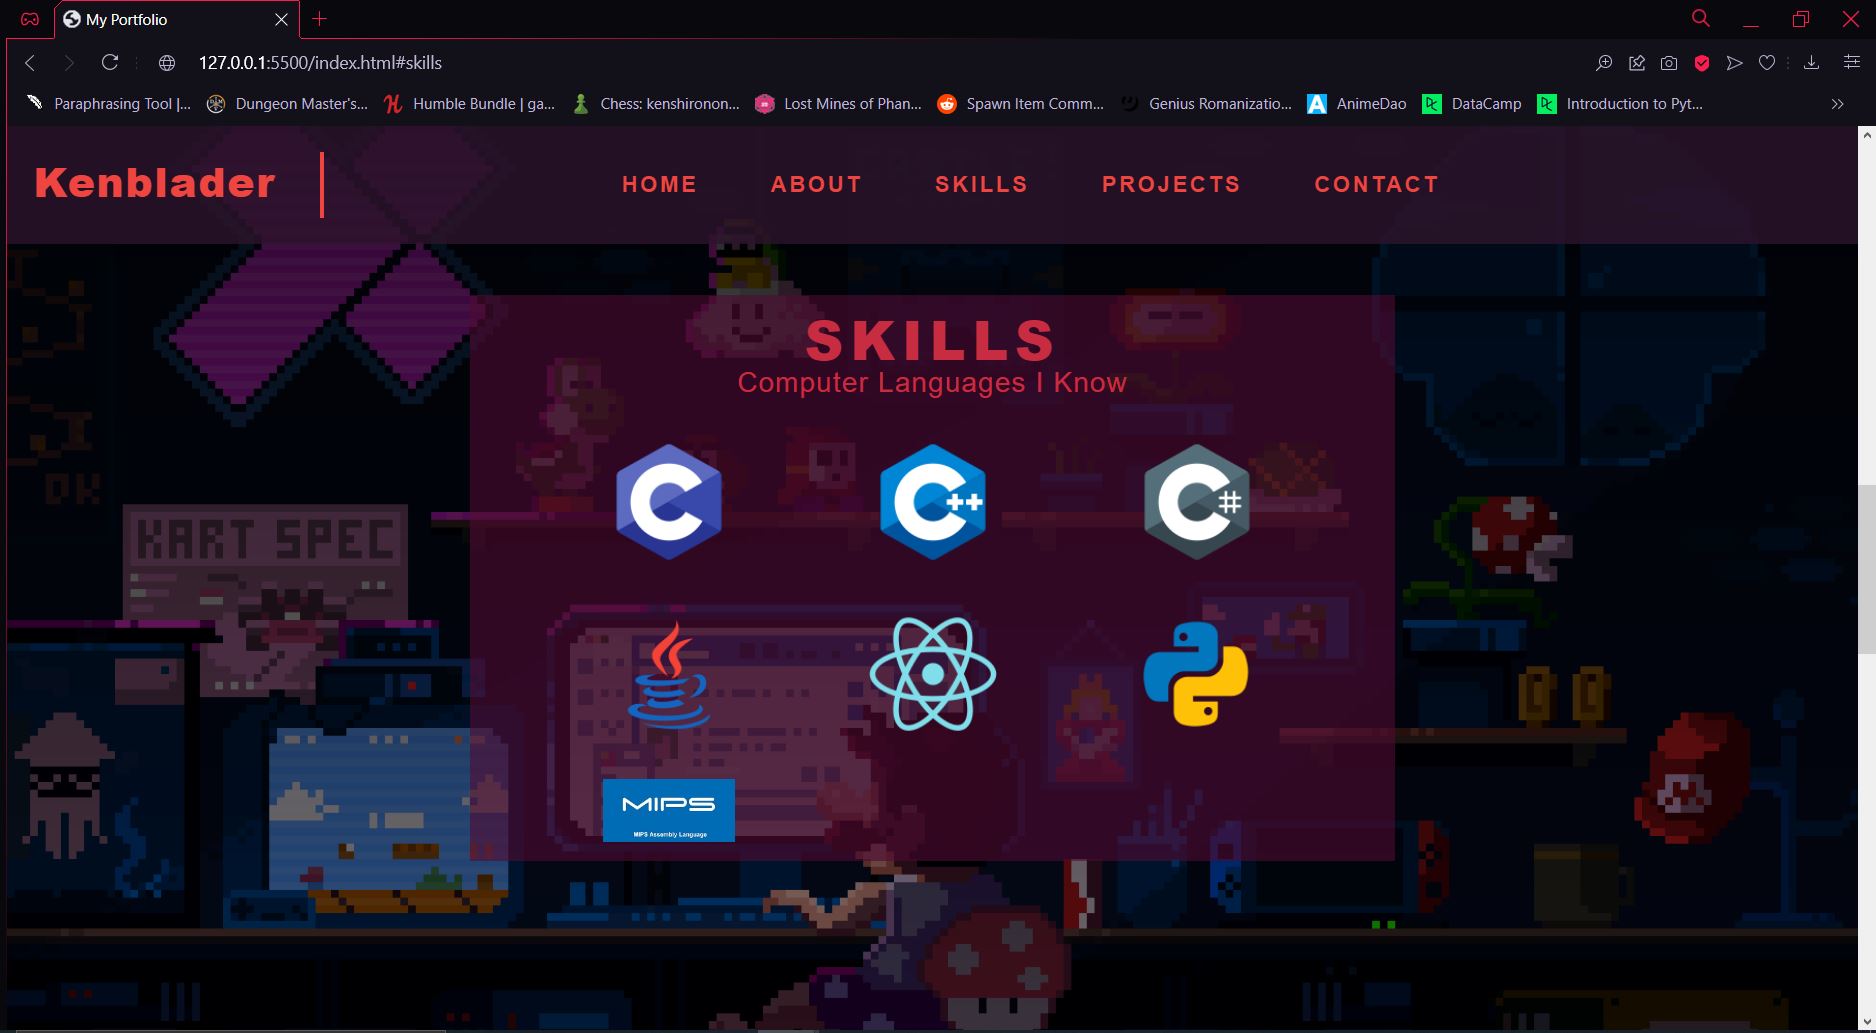 My Portfolio
127.0.0.1:5500/index.html#skills
Paraphrasing Tool |... Dungeon Master's... Humble Bundle | ga... Chess: kenshironon... Lost Mines of Phan... Spawn Item Comm... Genius Romanizatio... AnimeDao DataCamp Introduction to Pyt...
Kenblader HOME ABOUT SKILLS PROJECTS CONTACT
SKILLS
Computer Languages I Know
C C++ C#
DK
KART SPEC
MIPS
MIPS Assembly Language